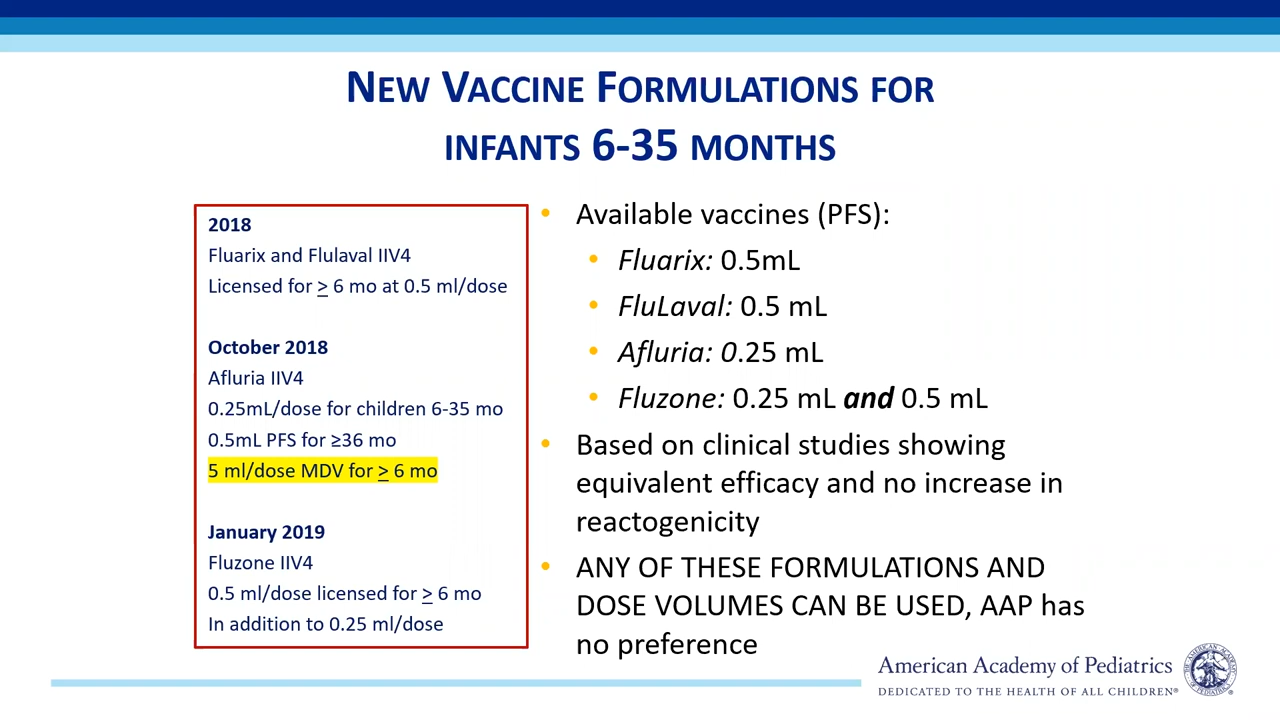 NEW VACCINE FORMULATIONS FOR
INFANTS 6-35 MONTHS
2018
Fluarix and Flulaval IIV4
Licensed for ≥ 6 mo at 0.5 ml/dose
October 2018
Afluria IIV4
0.25mL/dose for children 6-35 mo
0.5mL PFS for ≥36 mo
5 ml/dose MDV for ≥ 6 mo
January 2019
Fluzone IIV4
0.5 ml/dose licensed for ≥ 6 mo
In addition to 0.25 ml/dose
• Available vaccines (PFS):
• Fluarix: 0.5mL
• FluLaval: 0.5 mL
• Afluria: 0.25 mL
• Fluzone: 0.25 mL and 0.5 mL
• Based on clinical studies showing
equivalent efficacy and no increase in
reactogenicity
• ANY OF THESE FORMULATIONS AND
DOSE VOLUMES CAN BE USED, AAP has
no preference
American Academy of Pediatrics
DEDICATED TO THE HEALTH OF ALL CHILDREN®